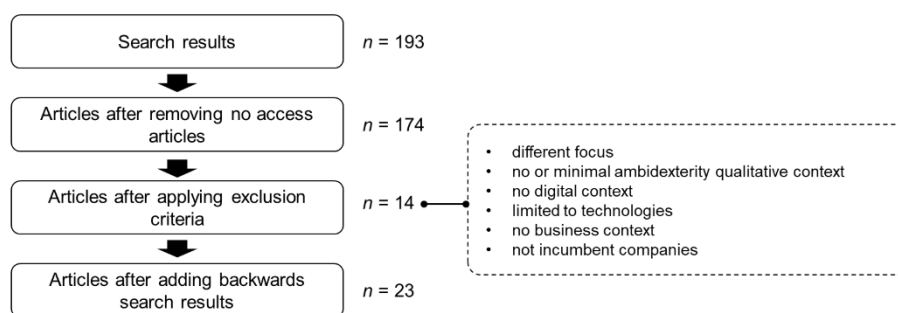 Search results
n = 193
Articles after removing no access
articles
n = 174
Articles after applying exclusion
criteria
n = 14
• different focus
• no or minimal ambidexterity qualitative context
• no digital context
• limited to technologies
• no business context
• not incumbent companies
Articles after adding backwards
search results
n = 23